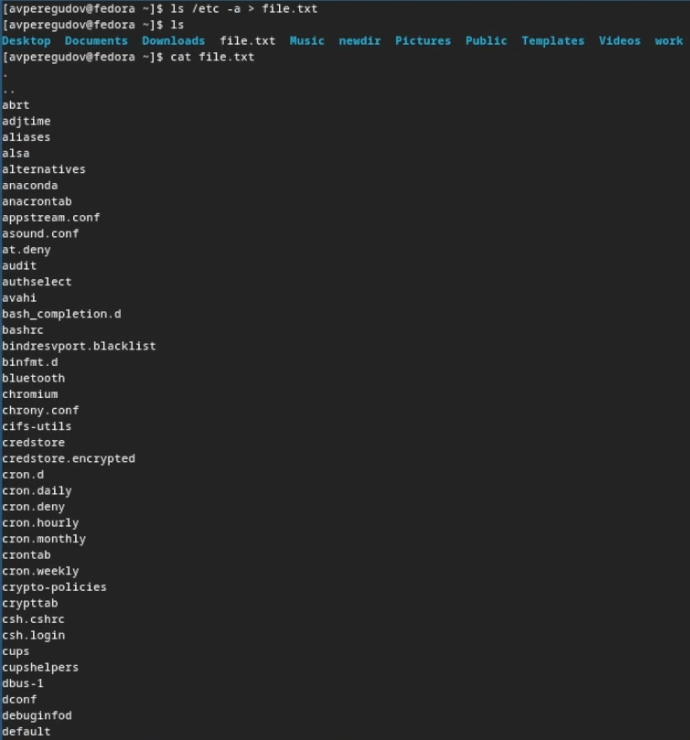 [avperegudov@fedora ~]$ ls /etc -a > file.txt
[avperegudov@fedora ~]$ ls
Desktop Documents Downloads file.txt Music newdir Pictures Public Templates Videos work
[avperegudov@fedora ~]$ cat file.txt
.
..
abrt
adjtime
aliases
alsa
alternatives
anaconda
anacrontab
appstream.conf
asound.conf
at.deny
audit
authselect
avahi
bash_completion.d
bashrc
bindresvport.blacklist
binfmt.d
bluetooth
chromium
chrony.conf
cifs-utils
credstore
credstore.encrypted
cron.d
cron.daily
cron.deny
cron.hourly
cron.monthly
crontab
cron.weekly
crypto-policies
crypttab
csh.cshrc
csh.login
cups
cupshelpers
dbus-1
dconf
debuginfod
default